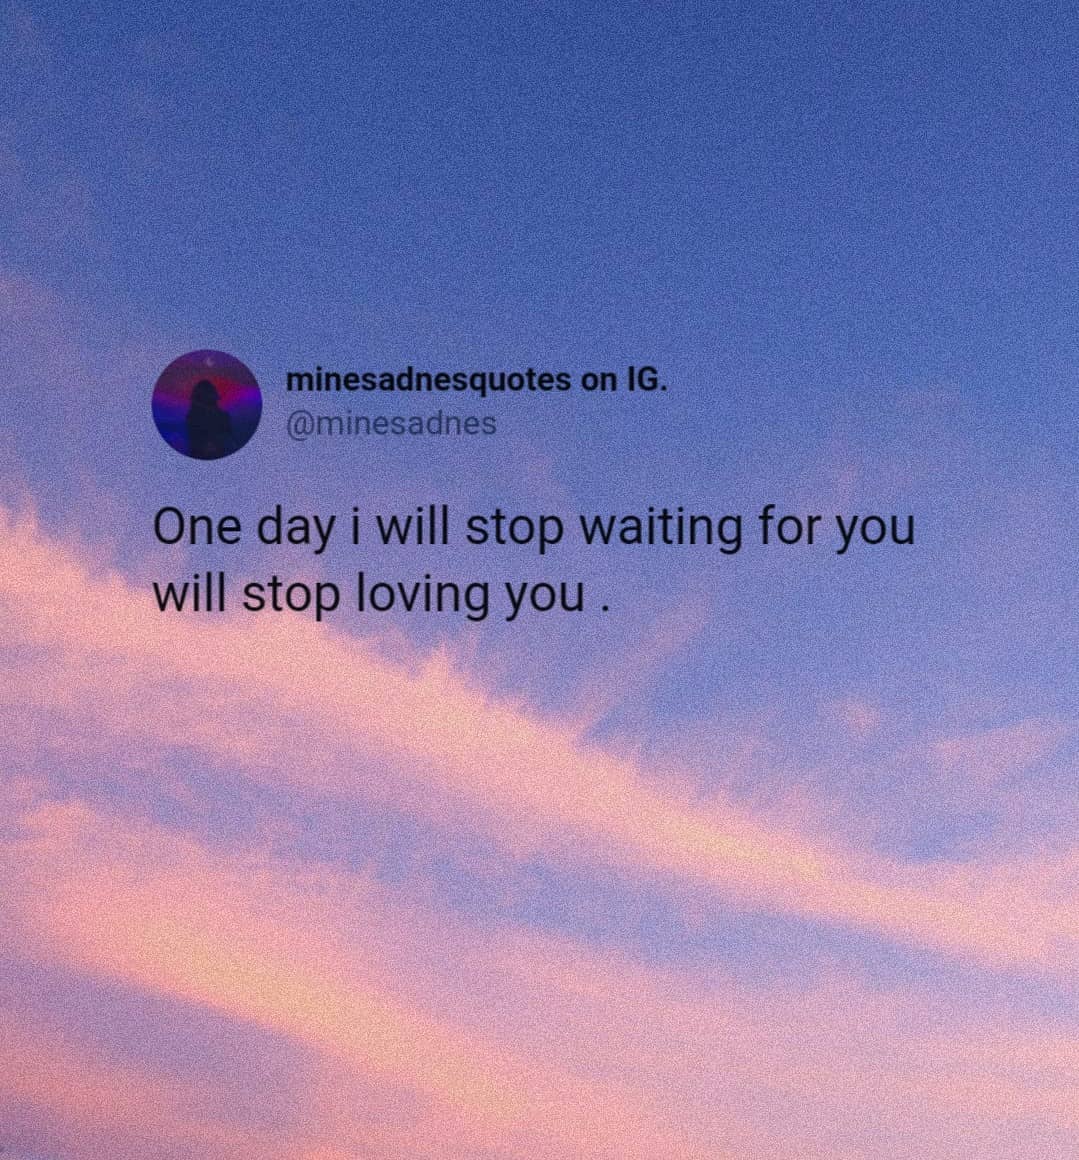 minesadnesquotes on IG.
@minesadnes
One day i will stop waiting for you
will stop loving you .